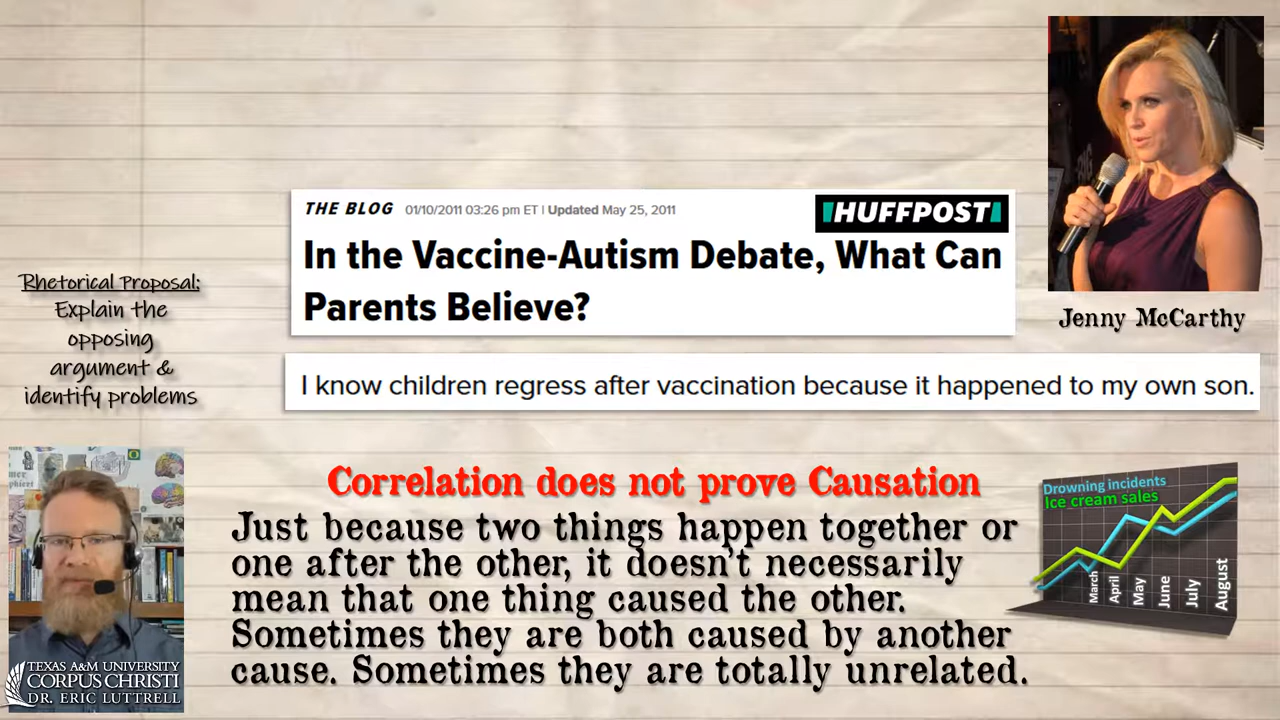 THE BLOG 01/10/2011 03:26 pm ET | Updated May 25, 2011
HUFFPOST
In the Vaccine-Autism Debate, What Can
Parents Believe?
Jenny McCarthy
Rhetorical Proposal:
Explain the
opposing
argument &
identify problems
I know children regress after vaccination because it happened to my own son.
Correlation does not prove Causation
Just because two things happen together or
one after the other, it doesn't necessarily
mean that one thing caused the other.
Sometimes they are both caused by another
cause. Sometimes they are totally unrelated.
Drowning incidents
Ice cream sales
March
April
May
June
July
August
TEXAS A&M UNIVERSITY
CORPUS CHRISTI
DR. ERIC LUTTRELL